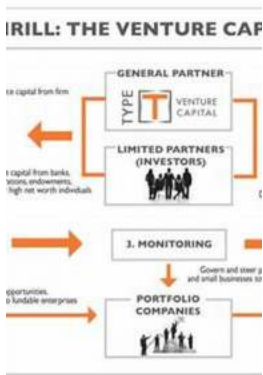 RILL: THE VENTURE CAP
GENERAL PARTNER
TYPE [T] VENTURE
CAPITAL
ce capital from firm
LIMITED PARTNERS
(INVESTORS)
e capital from banks,
ations, endowments,
high net worth individuals
3. MONITORING
Govern and steer p
and small businesses to
opportunities.
o fundable enterprises
PORTFOLIO
COMPANIES